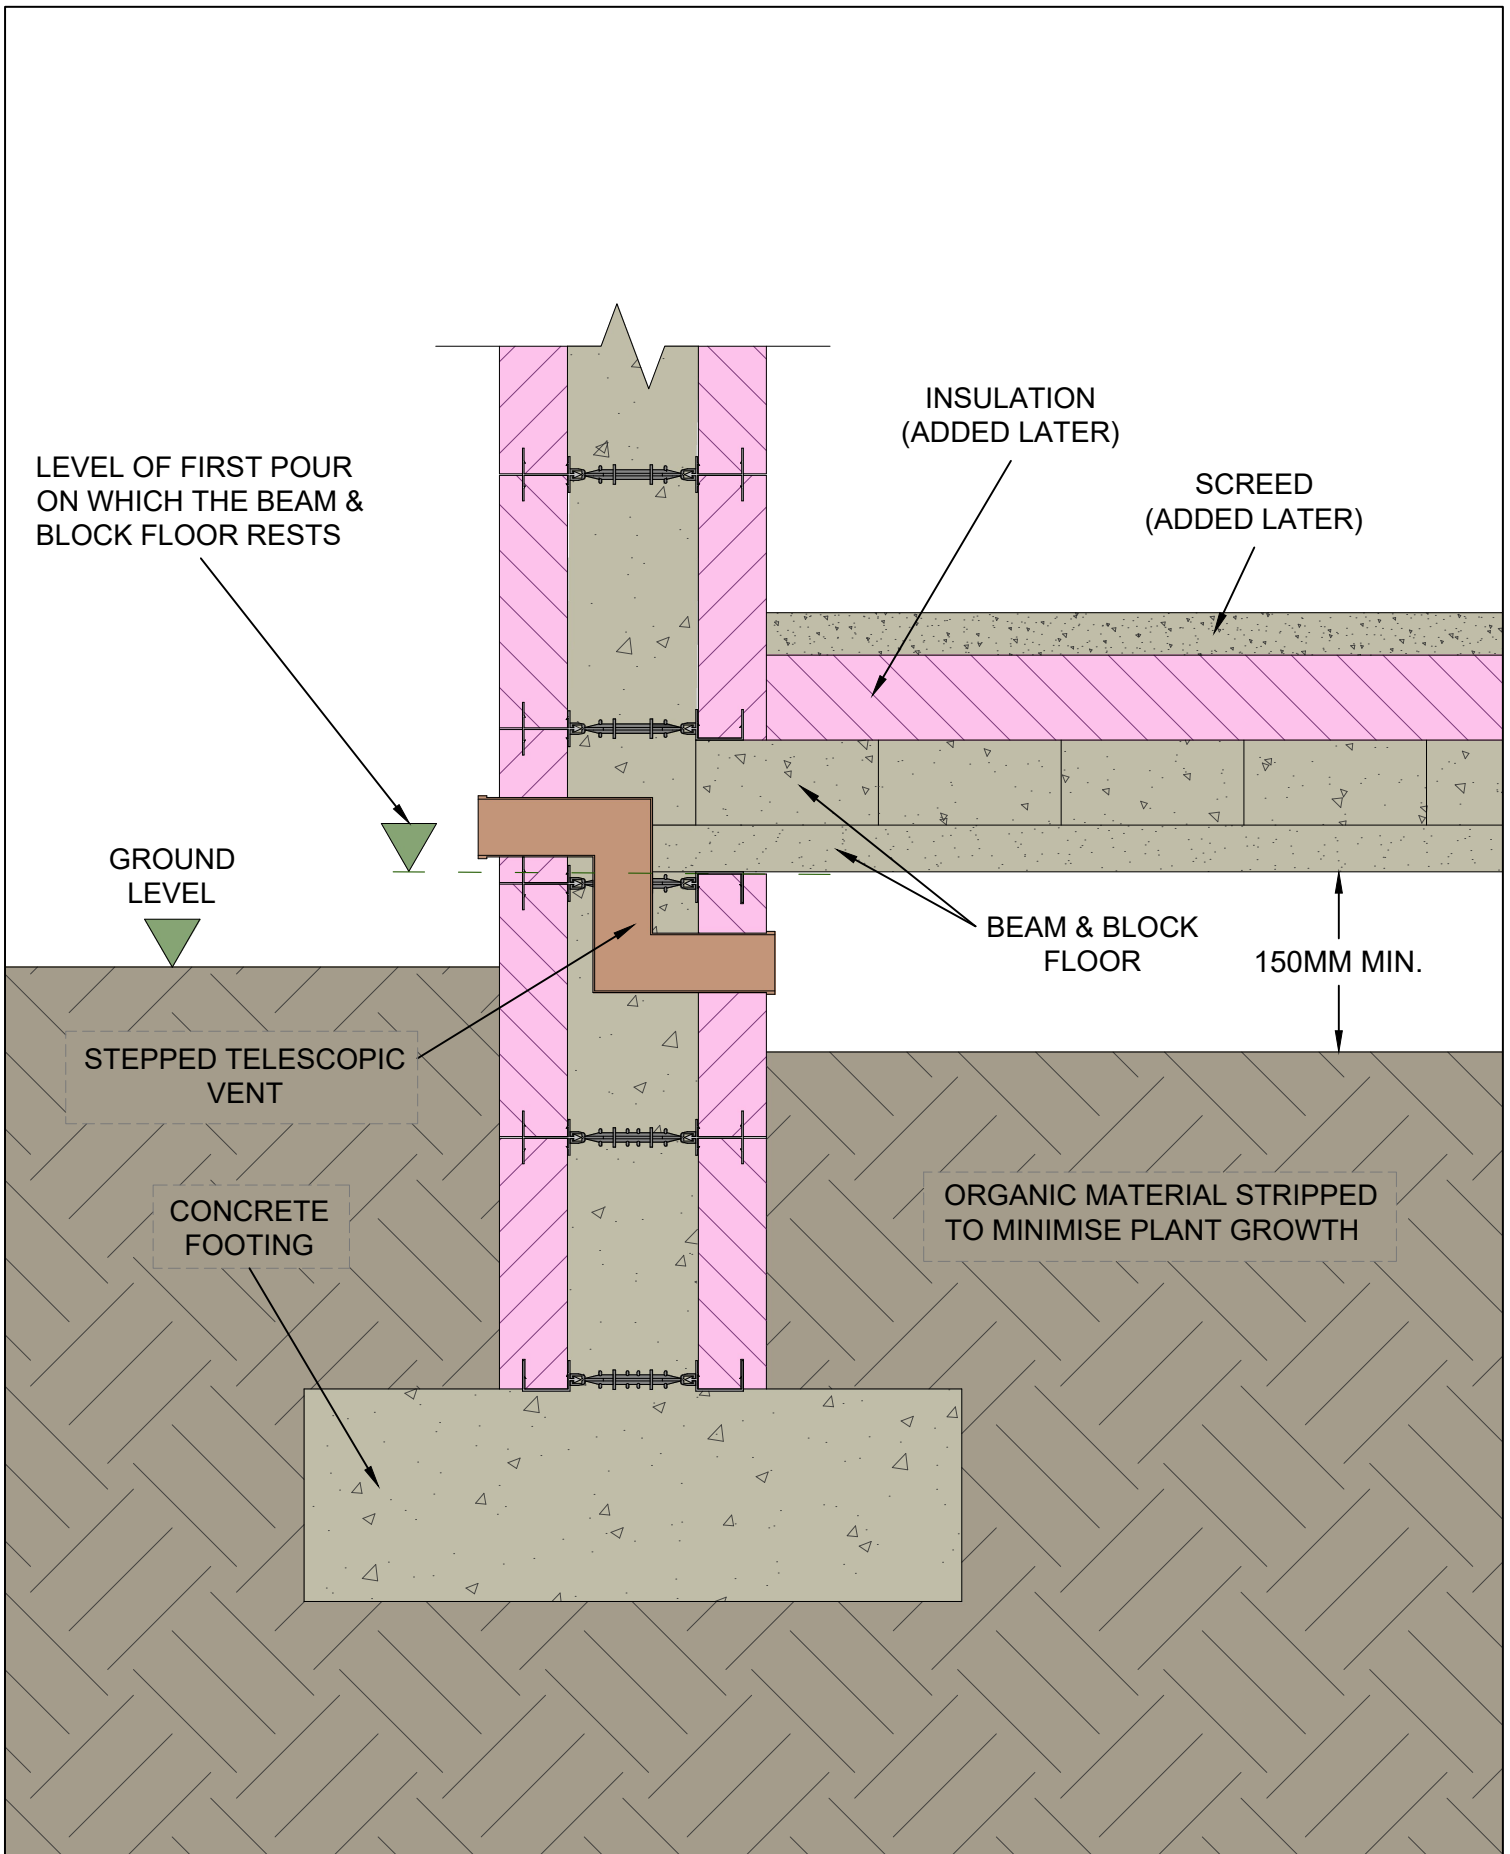 INSULATION
(ADDED LATER)
LEVEL OF FIRST POUR
ON WHICH THE BEAM &
BLOCK FLOOR RESTS
SCREED
(ADDED LATER)
GROUND
LEVEL
BEAM & BLOCK
FLOOR
150MM MIN.
STEPPED TELESCOPIC
VENT
CONCRETE
FOOTING
ORGANIC MATERIAL STRIPPED
TO MINIMISE PLANT GROWTH